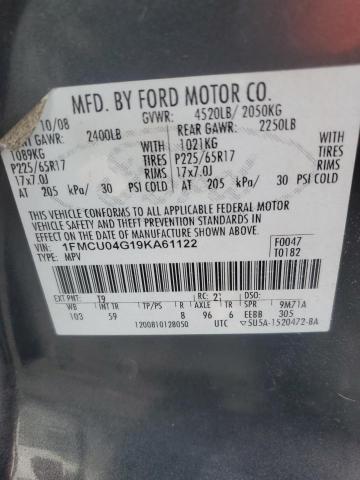 MFD. BY FORD MOTOR CO.
10/08 GVWR: 4520LB/ 2050KG
GAWR: 2400LB REAR GAWR: 2250LB
1089KG 1021KG
P225/65R17 TIRES P225/65R17 TIRES
17x7.0J RIMS 17x7.0J RIMS
AT 205 kPa/ 30 PSI COLD AT 205 kPa/ 30 PSI COLD
THIS VEHICLE CONFORMS TO ALL APPLICABLE FEDERAL MOTOR
VEHICLE SAFETY AND THEFT PREVENTION STANDARDS IN
EFFECT ON THE DATE OF MANUFACTURE SHOWN ABOVE.
VIN: 1FMCU04G19KA61122 F0047
TYPE: MPV T0182
EXT PNT: T9 RC: 21 DSO:
WB INT TR TP/PS R AXLE TR SPR 9M71A
103 59 8 96 6 EEBB 305
1200810128050 UTC SU5A-1520472-BA